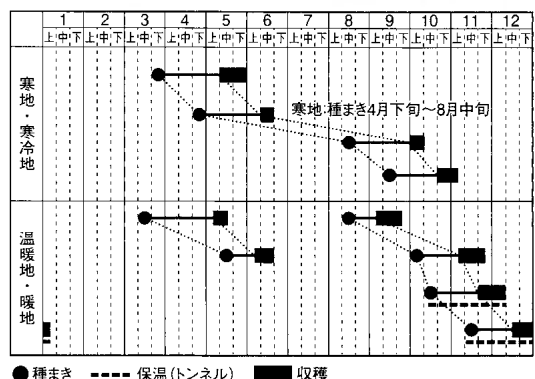 1 2 3 4 5 6 7 8 9 10 11 12
上中下 上中下 上中下 上中下 上中下 上中下 上中下 上中下 上中下 上中下 上中下 上中下
寒地・寒冷地
寒地:種まき4月下旬～8月中旬
温暖地・暖地
種まき 保温(トンネル) 収穫